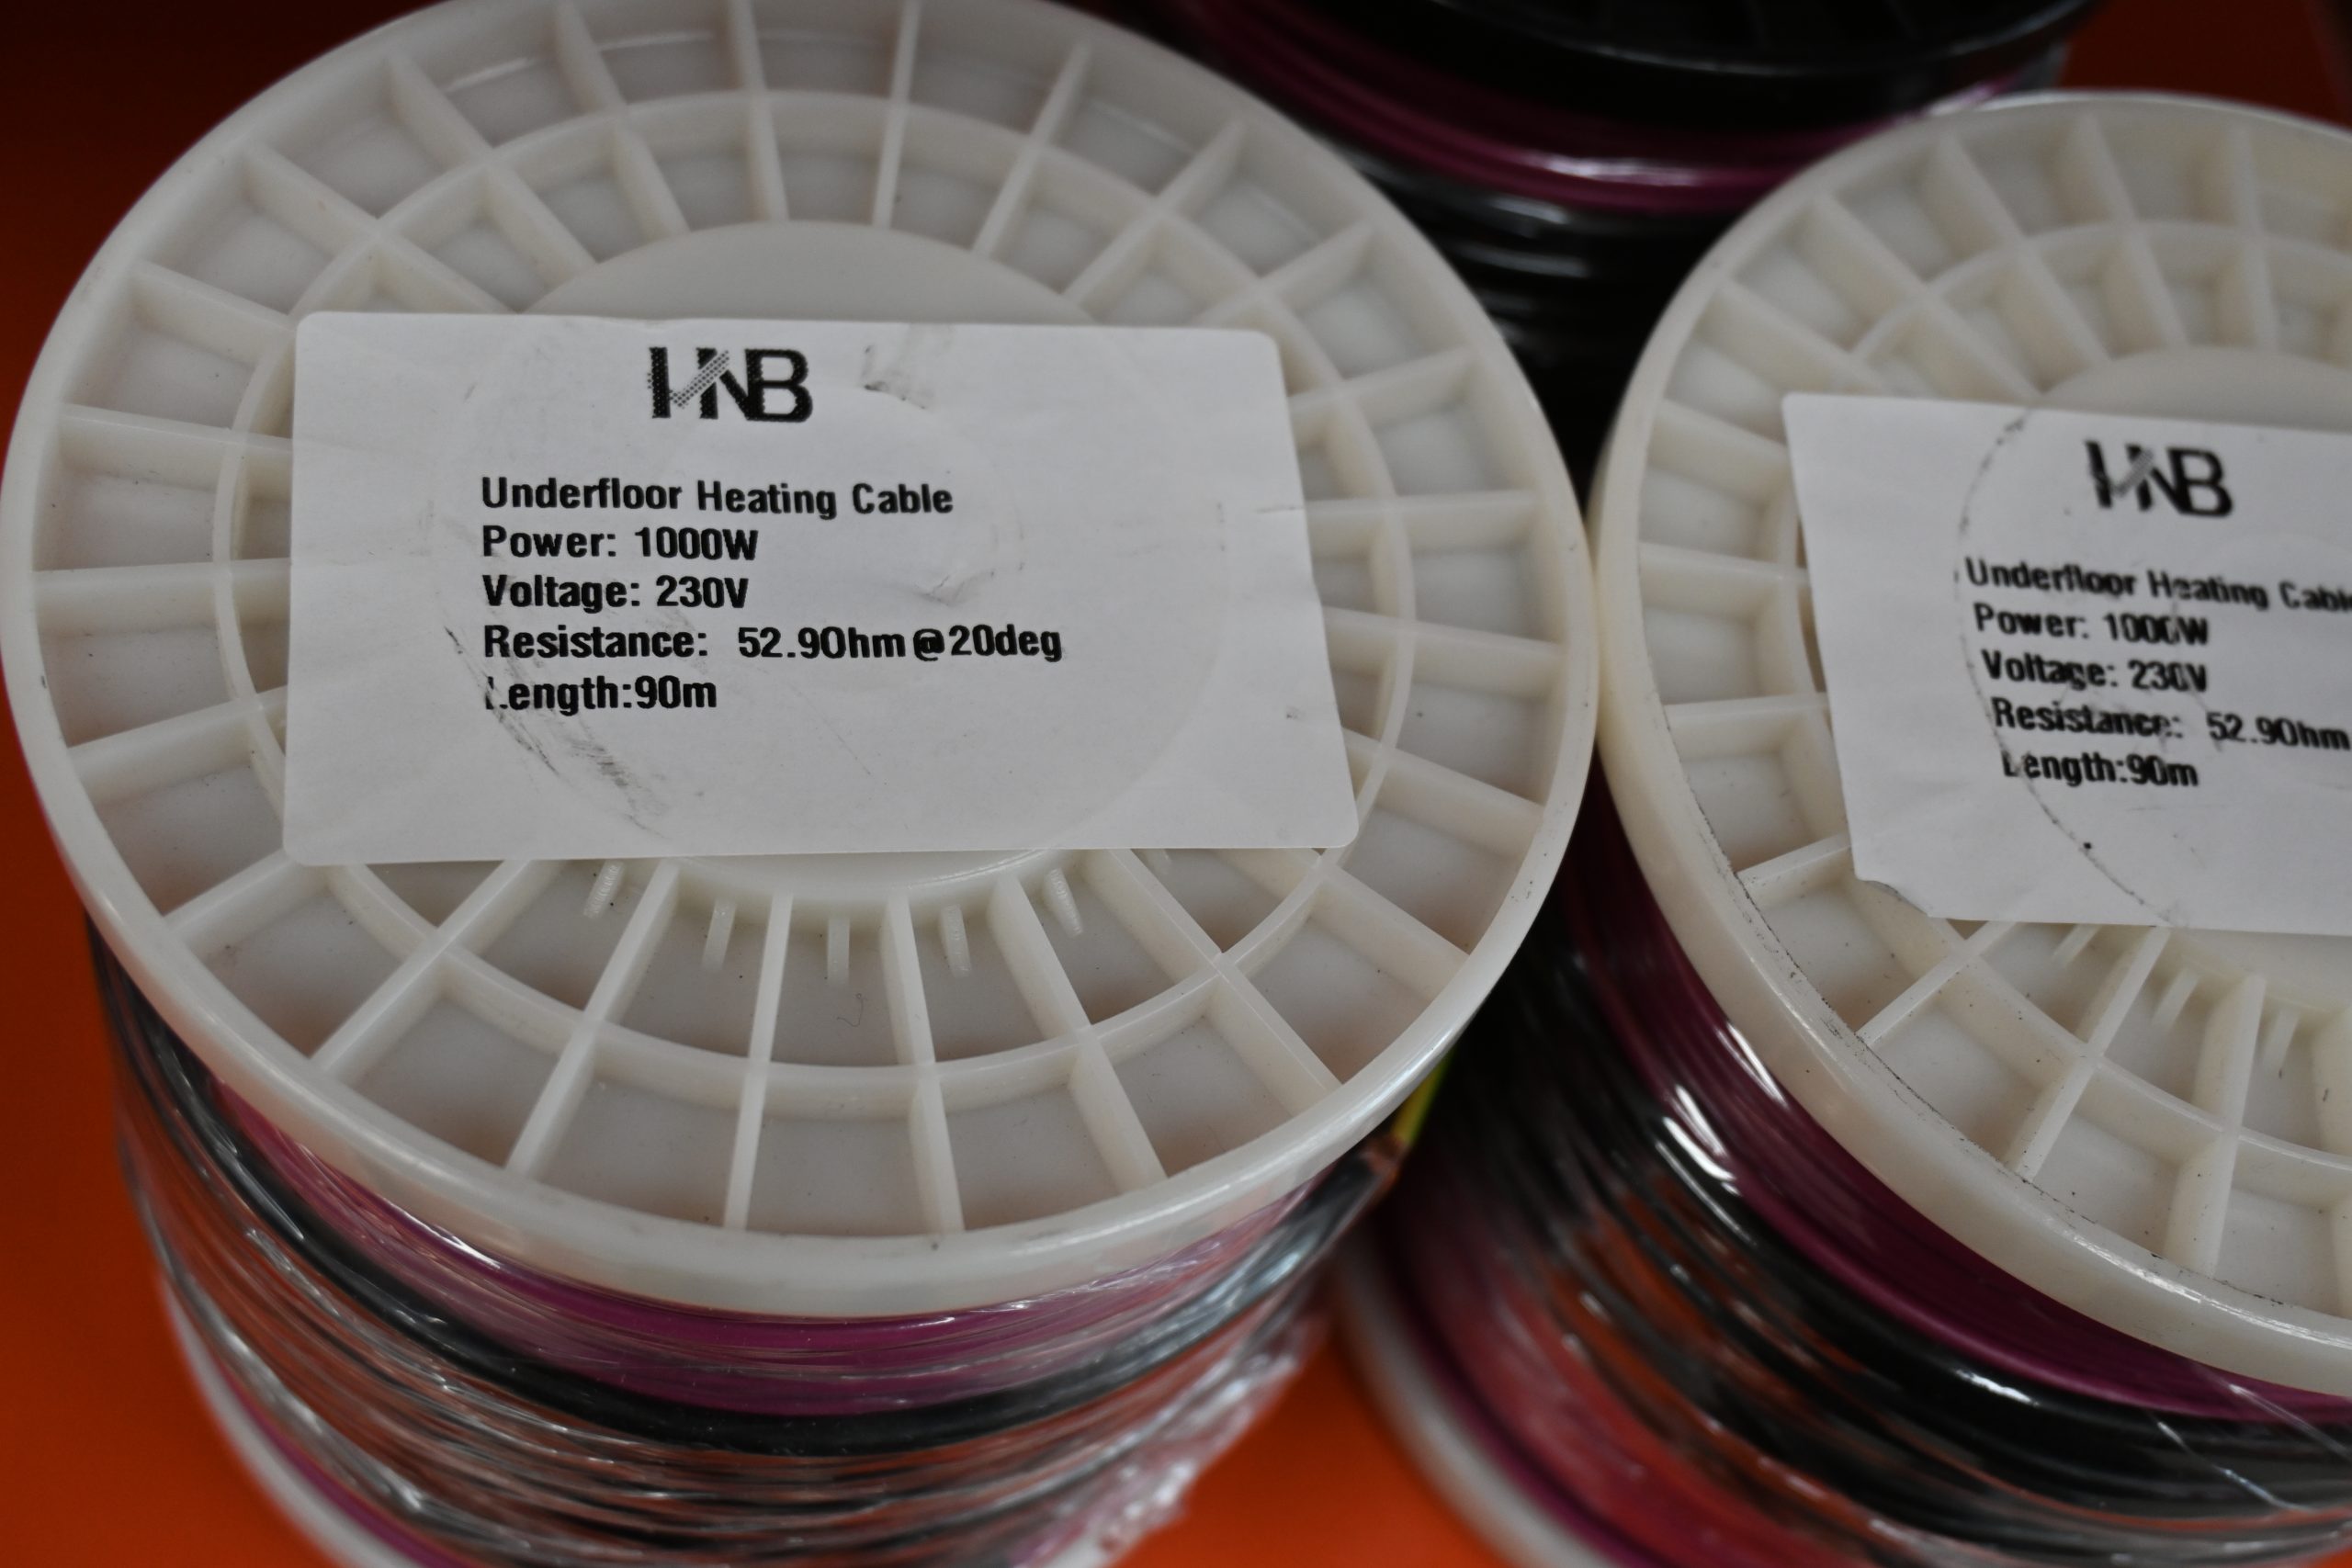 HNB
Underfloor Heating Cable
Power: 1000W
Voltage: 230V
Resistance: 52.9Ohm@20deg
Length:90m
HNB
Underfloor Heating Cable
Power: 1000W
Voltage: 230V
Resistance: 52.9Ohm
Length:90m